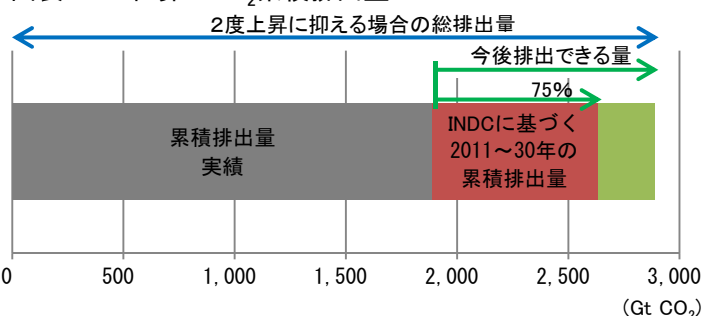 2度上昇に抑える場合の総排出量
今後排出できる量
75%
累積排出量
実績
INDCに基づく
2011～30年の
累積排出量
0 500 1,000 1,500 2,000 2,500 3,000
(Gt CO₂)